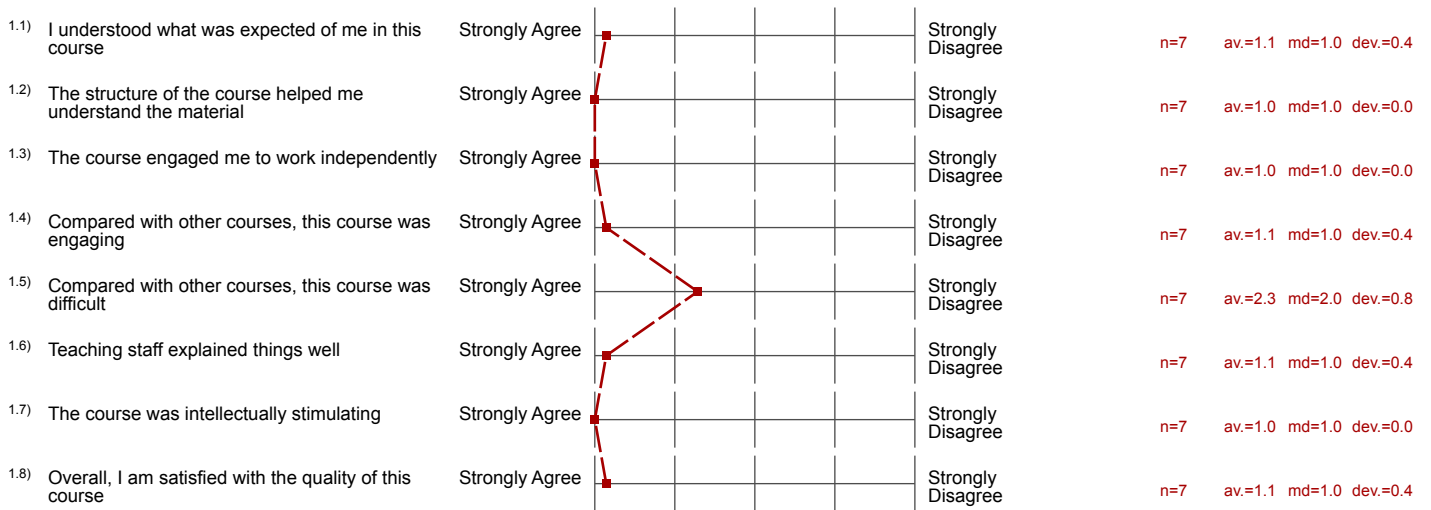 1.1) I understood what was expected of me in this Strongly Agree Strongly
course Disagree n=7 av.=1.1 md=1.0 dev.=0.4
1.2) The structure of the course helped me Strongly Agree Strongly
understand the material Disagree n=7 av.=1.0 md=1.0 dev.=0.0
1.3) The course engaged me to work independently Strongly Agree Strongly
Disagree n=7 av.=1.0 md=1.0 dev.=0.0
1.4) Compared with other courses, this course was Strongly Agree Strongly
engaging Disagree n=7 av.=1.1 md=1.0 dev.=0.4
1.5) Compared with other courses, this course was Strongly Agree Strongly
difficult Disagree n=7 av.=2.3 md=2.0 dev.=0.8
1.6) Teaching staff explained things well Strongly Agree Strongly
Disagree n=7 av.=1.1 md=1.0 dev.=0.4
1.7) The course was intellectually stimulating Strongly Agree Strongly
Disagree n=7 av.=1.0 md=1.0 dev.=0.0
1.8) Overall, I am satisfied with the quality of this Strongly Agree Strongly
course Disagree n=7 av.=1.1 md=1.0 dev.=0.4